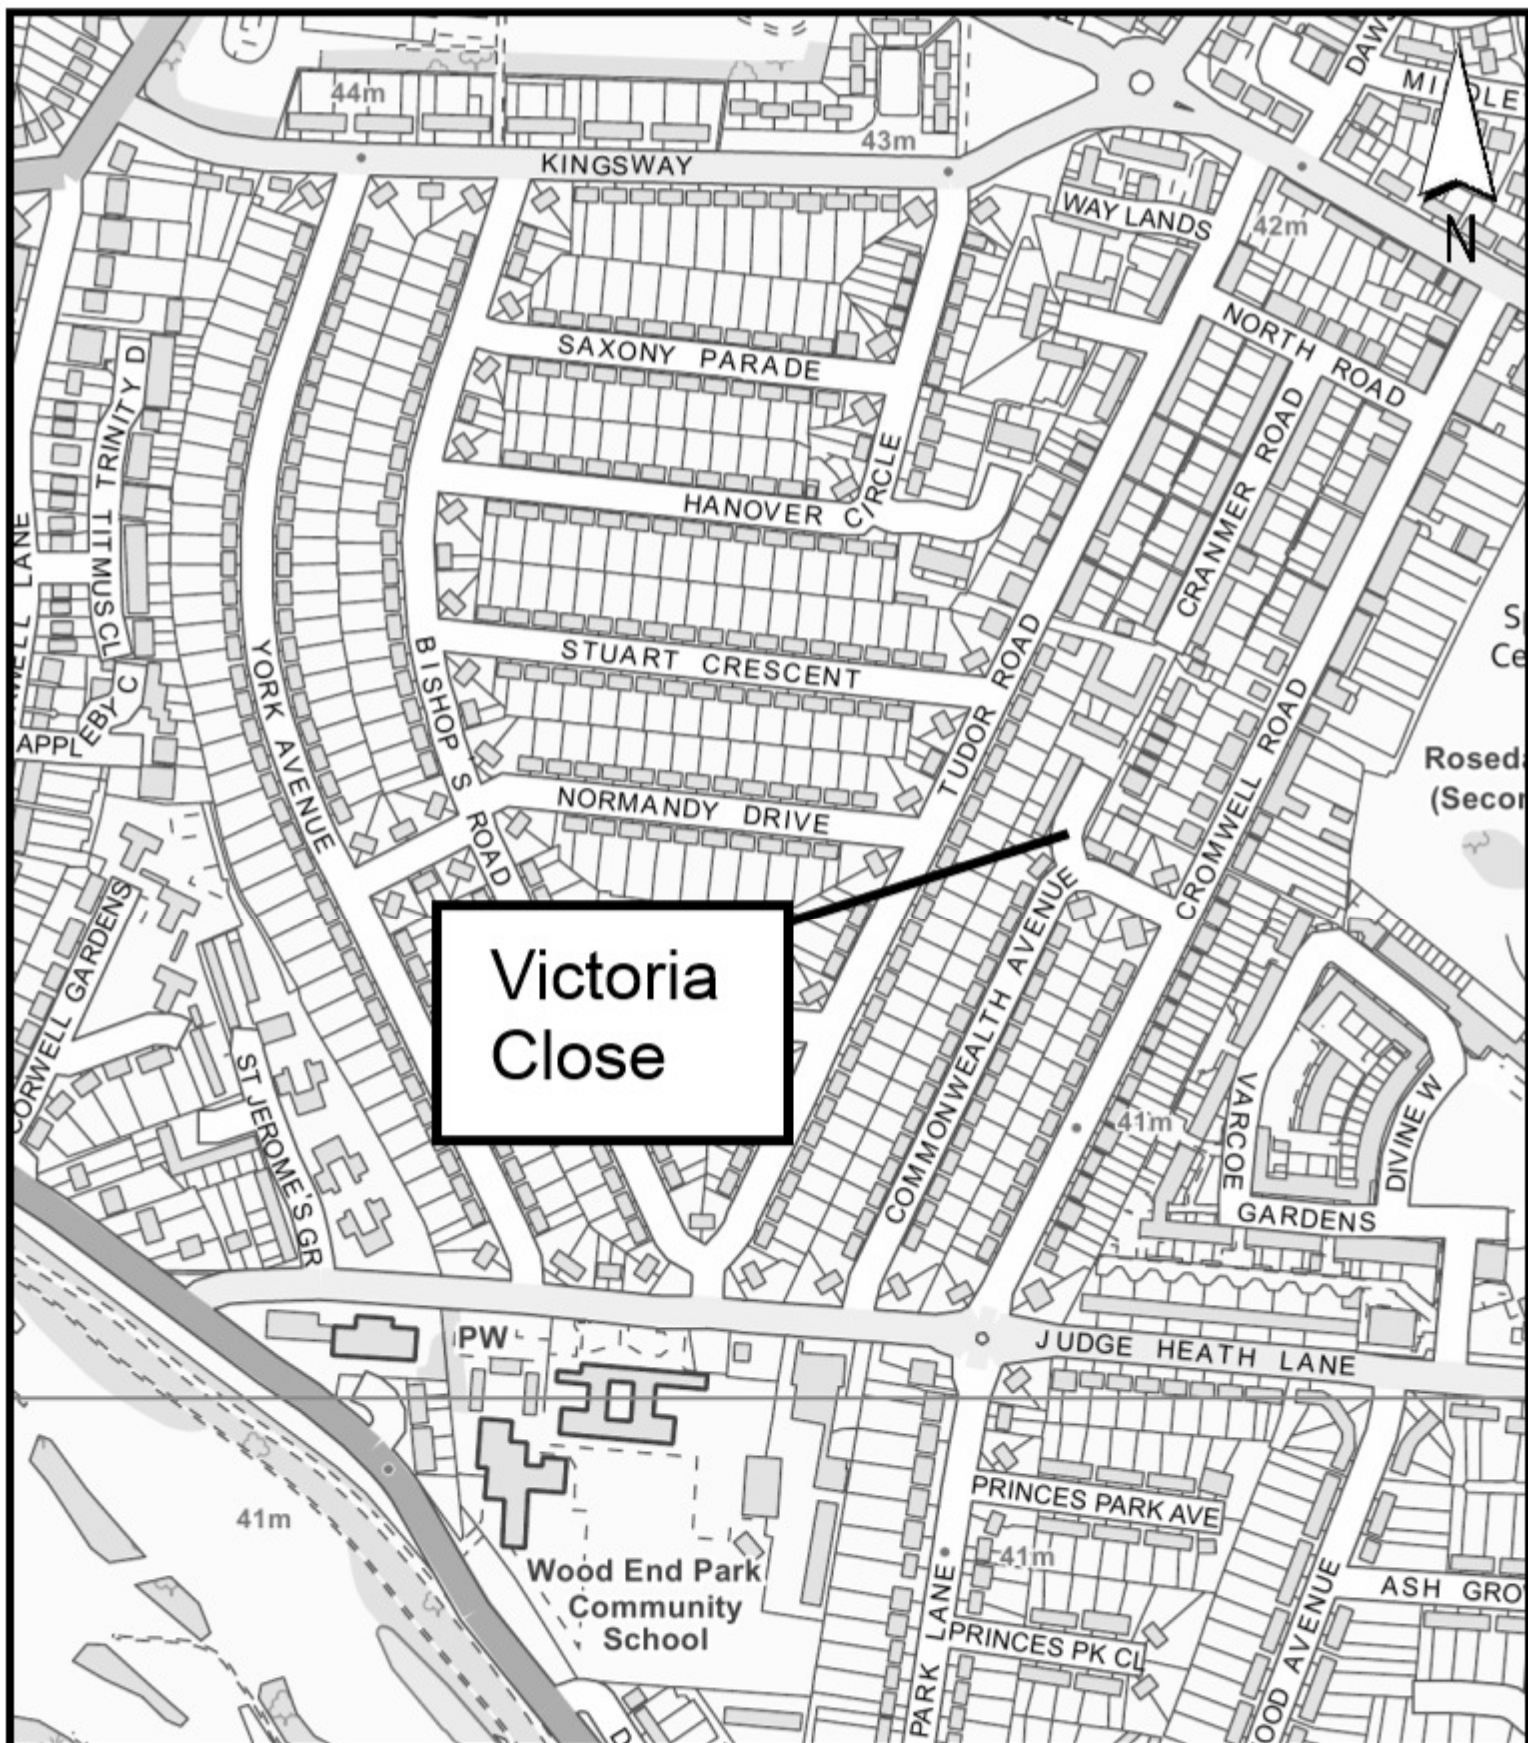 44m
43m
KINGSWAY
MI DLE
WAY LANDS
42m
N
NORTH ROAD
SAXONY PARADE
TRINITY D
TITMUS CL
HANOVER CIRCLE
CRANMER ROAD
STUART CRESCENT
TUDOR ROAD
YORK AVENUE
BISHOP'S ROAD
EBY C
APPL
NORMANDY DRIVE
CROMWELL ROAD
Roseda
(Secon
Victoria
Close
COMMONWEALTH AVENUE
CORWELL GARDENS
ST JEROME'S GR
41m
VARCOE
GARDENS
DIVINE W
PW
JUDGE HEATH LANE
PRINCES PARK AVE
41m
41m
Wood End Park
Community
School
PARK LANE
PRINCES PK CL
ASH GRO
OOD AVENUE